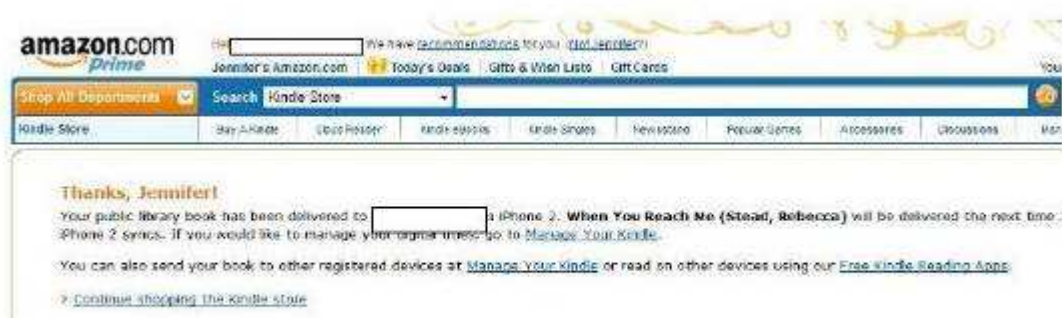 amazon.com
Prime
We have recommendations for you. (Not Jennifer?)
Jennifer's Amazon.com Today's Deals Gifts & Wish Lists Gift Cards
You
Shop All Departments Search Kindle Store
Kindle Store Buy A Kindle Cloud Reader Kindle eBooks Kindle Singles Newsstand Popular Games Accessories Discussions Man
Thanks, Jennifer!
Your public library book has been delivered to iPhone 2. When You Reach Me (Stead, Rebecca) will be delivered the next time
iPhone 2 syncs. If you would like to manage your digital titles, go to Manage Your Kindle.
You can also send your book to other registered devices at Manage Your Kindle or read on other devices using our Free Kindle Reading Apps
> Continue shopping the Kindle store